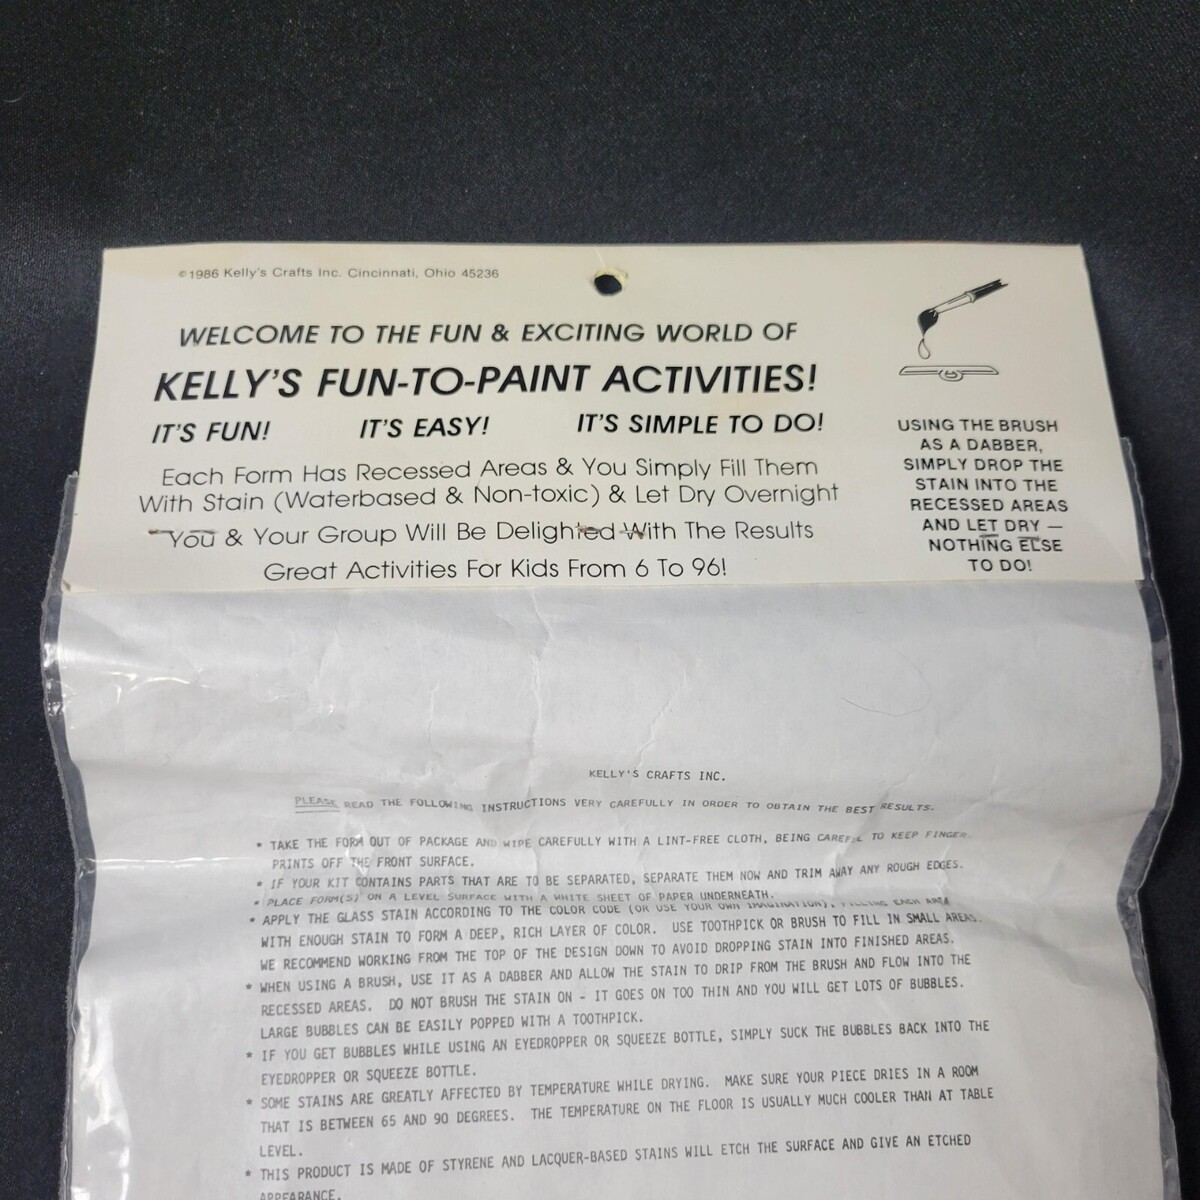 ©1986 Kelly's Crafts Inc. Cincinnati, Ohio 45236
WELCOME TO THE FUN & EXCITING WORLD OF
KELLY'S FUN-TO-PAINT ACTIVITIES!
IT'S FUN! IT'S EASY! IT'S SIMPLE TO DO!
Each Form Has Recessed Areas & You Simply Fill Them
With Stain (Waterbased & Non-toxic) & Let Dry Overnight
You & Your Group Will Be Delighted With The Results
Great Activities For Kids From 6 To 96!
USING THE BRUSH
AS A DABBER,
SIMPLY DROP THE
STAIN INTO THE
RECESSED AREAS
AND LET DRY —
NOTHING ELSE
TO DO!
KELLY'S CRAFTS INC.
PLEASE READ THE FOLLOWING INSTRUCTIONS VERY CAREFULLY IN ORDER TO OBTAIN THE BEST RESULTS.
* TAKE THE FORM OUT OF PACKAGE AND WIPE CAREFULLY WITH A LINT-FREE CLOTH, BEING CAREFUL TO KEEP FINGER
PRINTS OFF THE FRONT SURFACE.
* IF YOUR KIT CONTAINS PARTS THAT ARE TO BE SEPARATED, SEPARATE THEM NOW AND TRIM AWAY ANY ROUGH EDGES.
* PLACE FORM(S) ON A LEVEL SURFACE WITH A WHITE SHEET OF PAPER UNDERNEATH.
* APPLY THE GLASS STAIN ACCORDING TO THE COLOR CODE (OR USE YOUR OWN IMAGINATION), FILLING EACH AREA
WITH ENOUGH STAIN TO FORM A DEEP, RICH LAYER OF COLOR. USE TOOTHPICK OR BRUSH TO FILL IN SMALL AREAS.
WE RECOMMEND WORKING FROM THE TOP OF THE DESIGN DOWN TO AVOID DROPPING STAIN INTO FINISHED AREAS.
* WHEN USING A BRUSH, USE IT AS A DABBER AND ALLOW THE STAIN TO DRIP FROM THE BRUSH AND FLOW INTO THE
RECESSED AREAS. DO NOT BRUSH THE STAIN ON - IT GOES ON TOO THIN AND YOU WILL GET LOTS OF BUBBLES.
LARGE BUBBLES CAN BE EASILY POPPED WITH A TOOTHPICK.
* IF YOU GET BUBBLES WHILE USING AN EYEDROPPER OR SQUEEZE BOTTLE, SIMPLY SUCK THE BUBBLES BACK INTO THE
EYEDROPPER OR SQUEEZE BOTTLE.
* SOME STAINS ARE GREATLY AFFECTED BY TEMPERATURE WHILE DRYING. MAKE SURE YOUR PIECE DRIES IN A ROOM
THAT IS BETWEEN 65 AND 90 DEGREES. THE TEMPERATURE ON THE FLOOR IS USUALLY MUCH COOLER THAN AT TABLE
LEVEL.
* THIS PRODUCT IS MADE OF STYRENE AND LACQUER-BASED STAINS WILL ETCH THE SURFACE AND GIVE AN ETCHED
APPEARANCE.